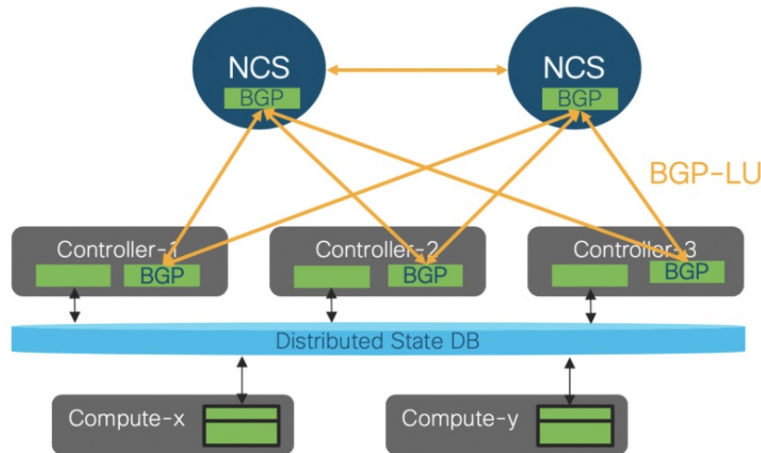 NCS
BGP
NCS
BGP
BGP-LU
Controller-1
BGP
Controller-2
BGP
Controller-3
BGP
Distributed State DB
Compute-x
Compute-y